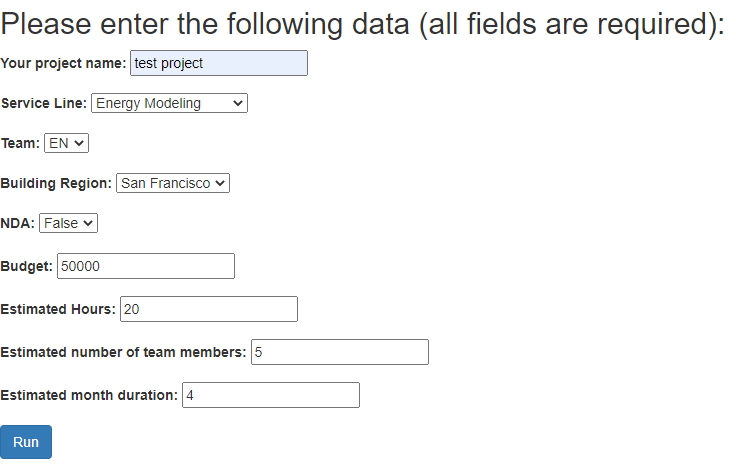 Please enter the following data (all fields are required):
Your project name: test project
Service Line: Energy Modeling
Team: EN
Building Region: San Francisco
NDA: False
Budget: 50000
Estimated Hours: 20
Estimated number of team members: 5
Estimated month duration: 4
Run